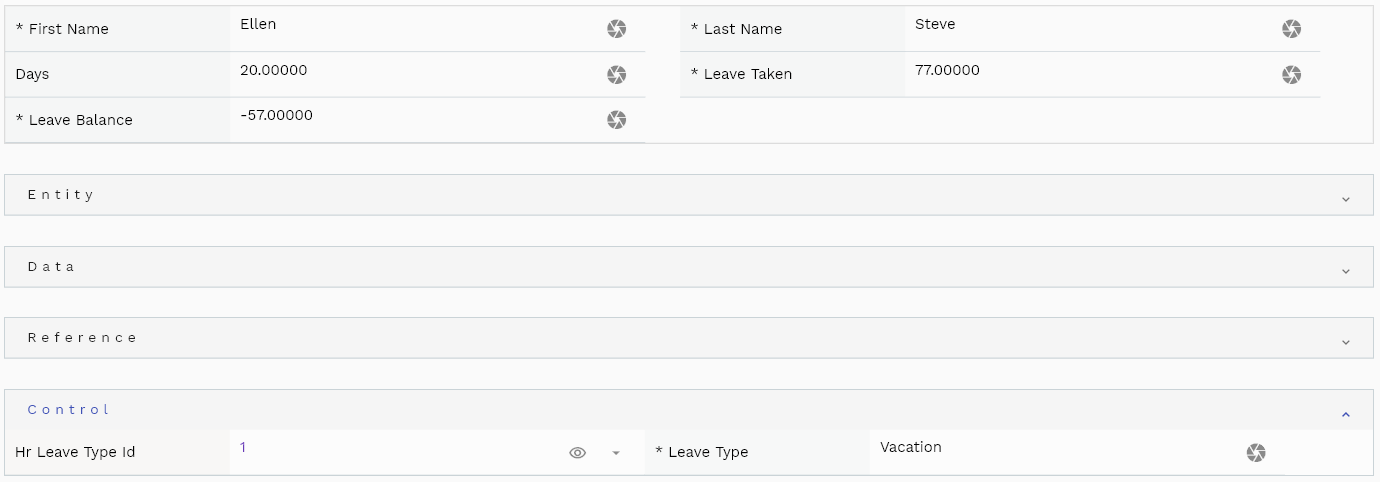 * First Name Ellen * Last Name Steve
Days 20.00000 * Leave Taken 77.00000
* Leave Balance -57.00000
Entity
Data
Reference
Control
Hr Leave Type Id 1 * Leave Type Vacation